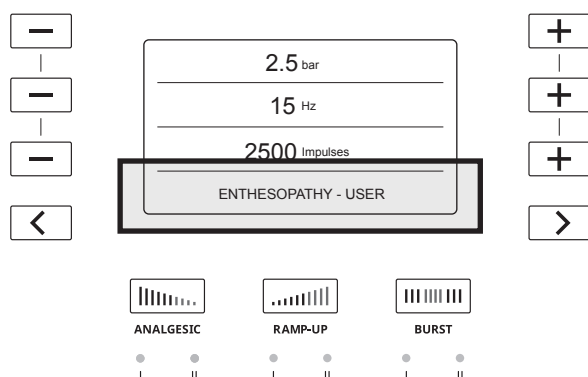 2.5 bar
15 Hz
2500 Impulses
ENTHESOPATHY - USER
ANALGESIC RAMP-UP BURST
I II I II I II